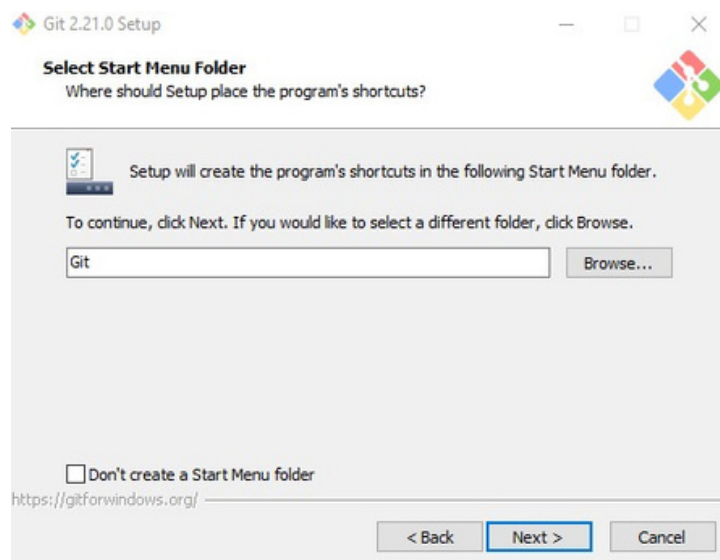 Git 2.21.0 Setup
Select Start Menu Folder
Where should Setup place the program's shortcuts?
Setup will create the program's shortcuts in the following Start Menu folder.
To continue, click Next. If you would like to select a different folder, click Browse.
Git
Browse...
Don't create a Start Menu folder
https://gitforwindows.org/
< Back
Next >
Cancel